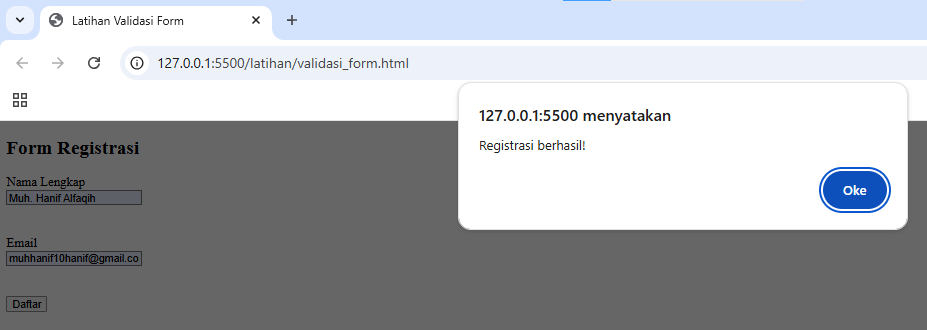 Latihan Validasi Form
127.0.0.1:5500/latihan/validasi_form.html
127.0.0.1:5500 menyatakan
Registrasi berhasil!
Oke
Form Registrasi
Nama Lengkap
Muh. Hanif Alfaqih
Email
muhhanif10hanif@gmail.co
Daftar